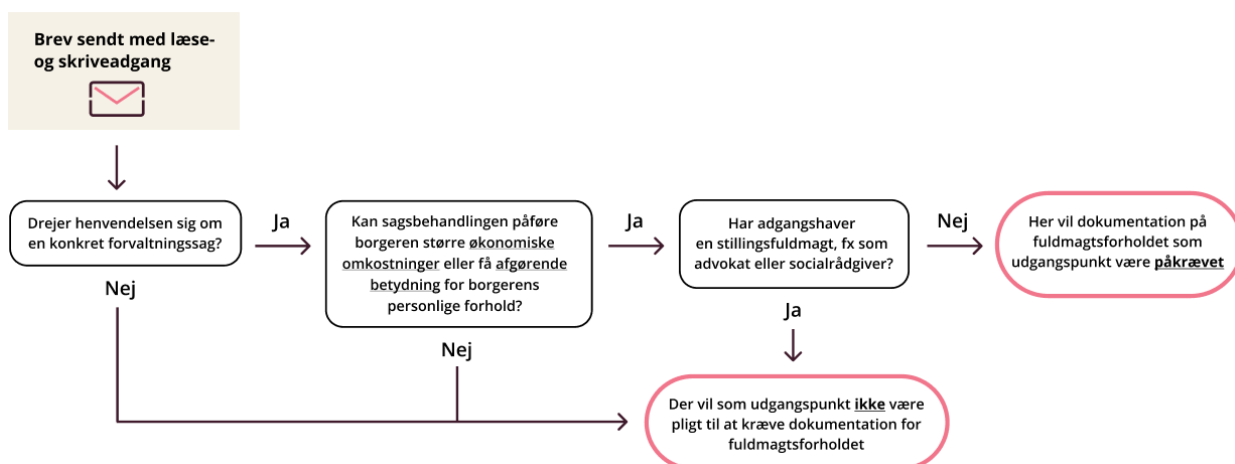 Brev sendt med læse-
og skriveadgang
Drejer henvendelsen sig om
en konkret forvaltningssag?
Ja
Nej
Kan sagsbehandlingen påføre
borgeren større økonomiske
omkostninger eller få afgørende
betydning for borgerens
personlige forhold?
Ja
Nej
Har adgangshaver
en stillingsfuldmagt, fx som
advokat eller socialrådgiver?
Nej
Ja
Her vil dokumentation på
fuldmagtsforholdet som
udgangspunkt være påkrævet
Der vil som udgangspunkt ikke være
pligt til at kræve dokumentation for
fuldmagtsforholdet